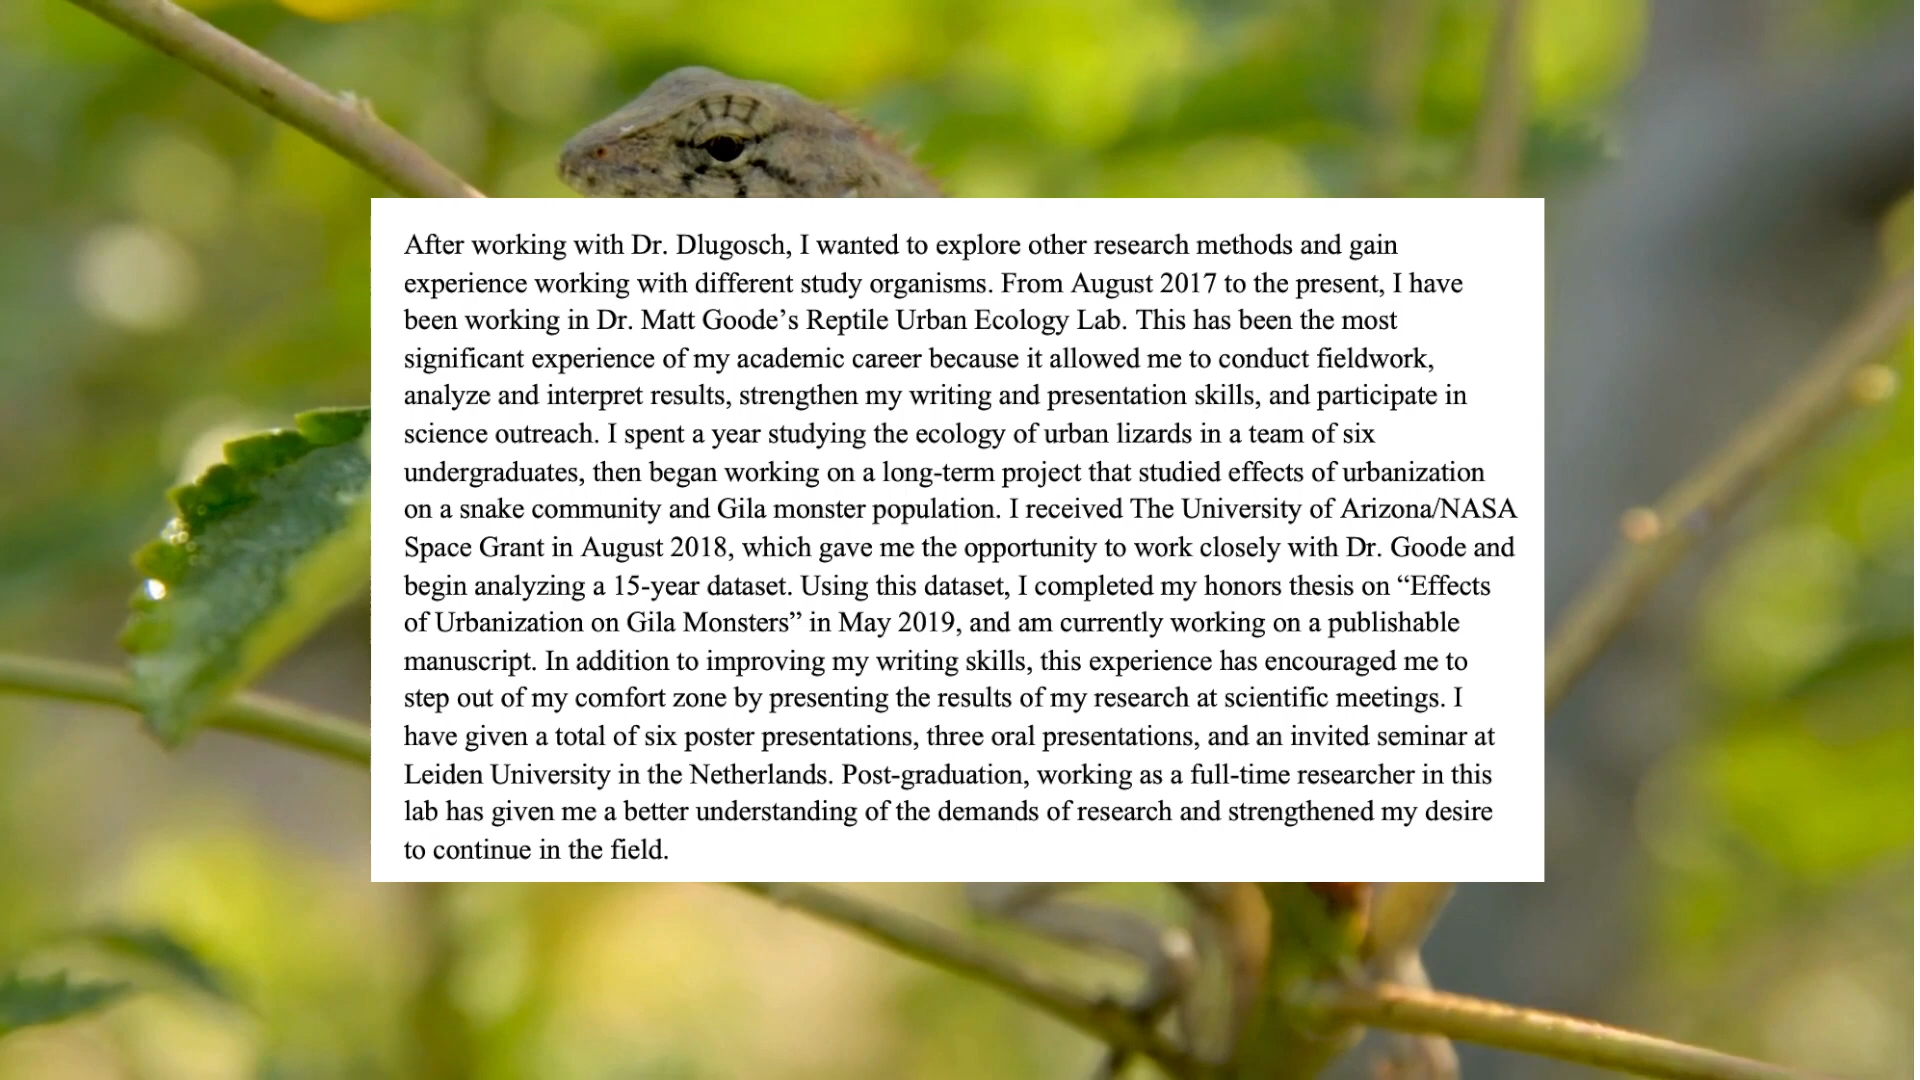 After working with Dr. Dlugosch, I wanted to explore other research methods and gain
experience working with different study organisms. From August 2017 to the present, I have
been working in Dr. Matt Goode’s Reptile Urban Ecology Lab. This has been the most
significant experience of my academic career because it allowed me to conduct fieldwork,
analyze and interpret results, strengthen my writing and presentation skills, and participate in
science outreach. I spent a year studying the ecology of urban lizards in a team of six
undergraduates, then began working on a long-term project that studied effects of urbanization
on a snake community and Gila monster population. I received The University of Arizona/NASA
Space Grant in August 2018, which gave me the opportunity to work closely with Dr. Goode and
begin analyzing a 15-year dataset. Using this dataset, I completed my honors thesis on “Effects
of Urbanization on Gila Monsters” in May 2019, and am currently working on a publishable
manuscript. In addition to improving my writing skills, this experience has encouraged me to
step out of my comfort zone by presenting the results of my research at scientific meetings. I
have given a total of six poster presentations, three oral presentations, and an invited seminar at
Leiden University in the Netherlands. Post-graduation, working as a full-time researcher in this
lab has given me a better understanding of the demands of research and strengthened my desire
to continue in the field.